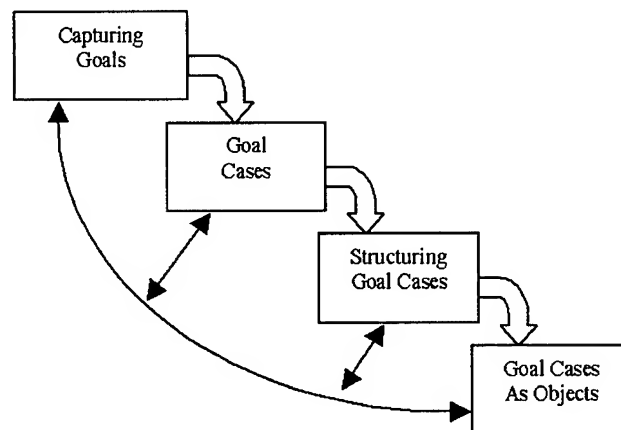 Capturing
Goals
Goal
Cases
Structuring
Goal Cases
Goal Cases
As Objects